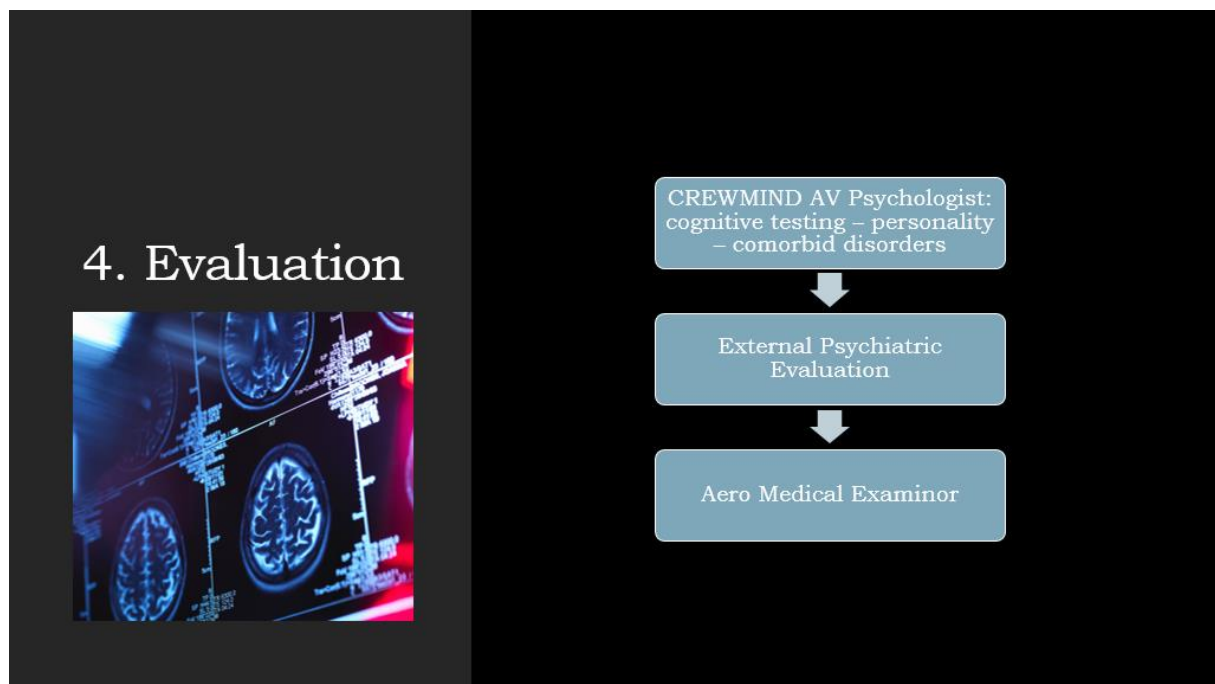 4. Evaluation
CREWMIND AV Psychologist:
cognitive testing – personality
– comorbid disorders
External Psychiatric
Evaluation
Aero Medical Examinor